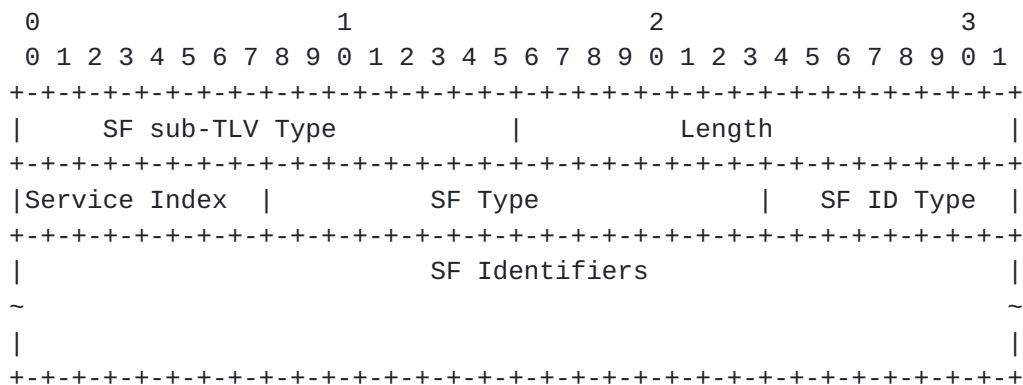 0                   1                   2                   3
 0 1 2 3 4 5 6 7 8 9 0 1 2 3 4 5 6 7 8 9 0 1 2 3 4 5 6 7 8 9 0 1
+-+-+-+-+-+-+-+-+-+-+-+-+-+-+-+-+-+-+-+-+-+-+-+-+-+-+-+-+-+-+-+-+
|     SF sub-TLV Type           |          Length               |
+-+-+-+-+-+-+-+-+-+-+-+-+-+-+-+-+-+-+-+-+-+-+-+-+-+-+-+-+-+-+-+-+
|Service Index  |          SF Type              |   SF ID Type  |
+-+-+-+-+-+-+-+-+-+-+-+-+-+-+-+-+-+-+-+-+-+-+-+-+-+-+-+-+-+-+-+-+
|                          SF Identifiers                       |
~                                                               ~
|                                                               |
+-+-+-+-+-+-+-+-+-+-+-+-+-+-+-+-+-+-+-+-+-+-+-+-+-+-+-+-+-+-+-+-+